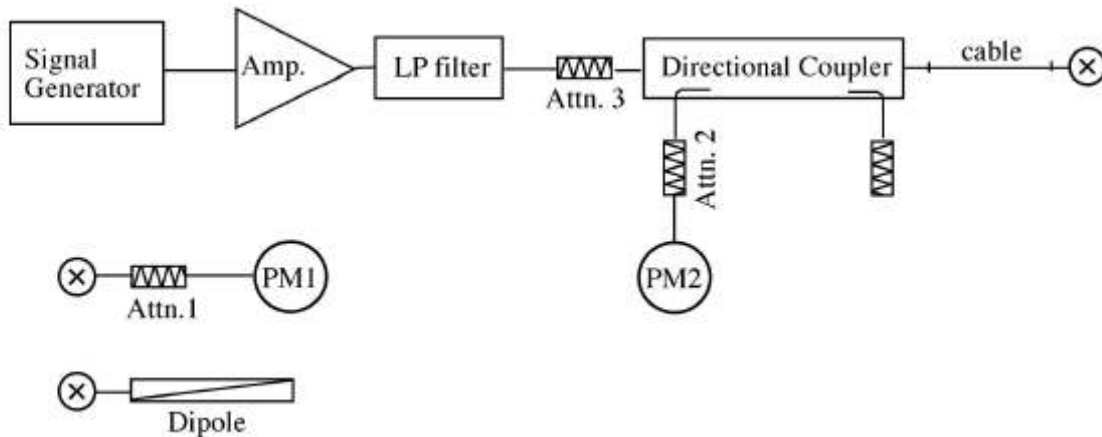 Signal
Generator
Amp.
LP filter
Attn. 3
Directional Coupler
cable
Attn. 2
PM1
Attn.1
PM2
Dipole